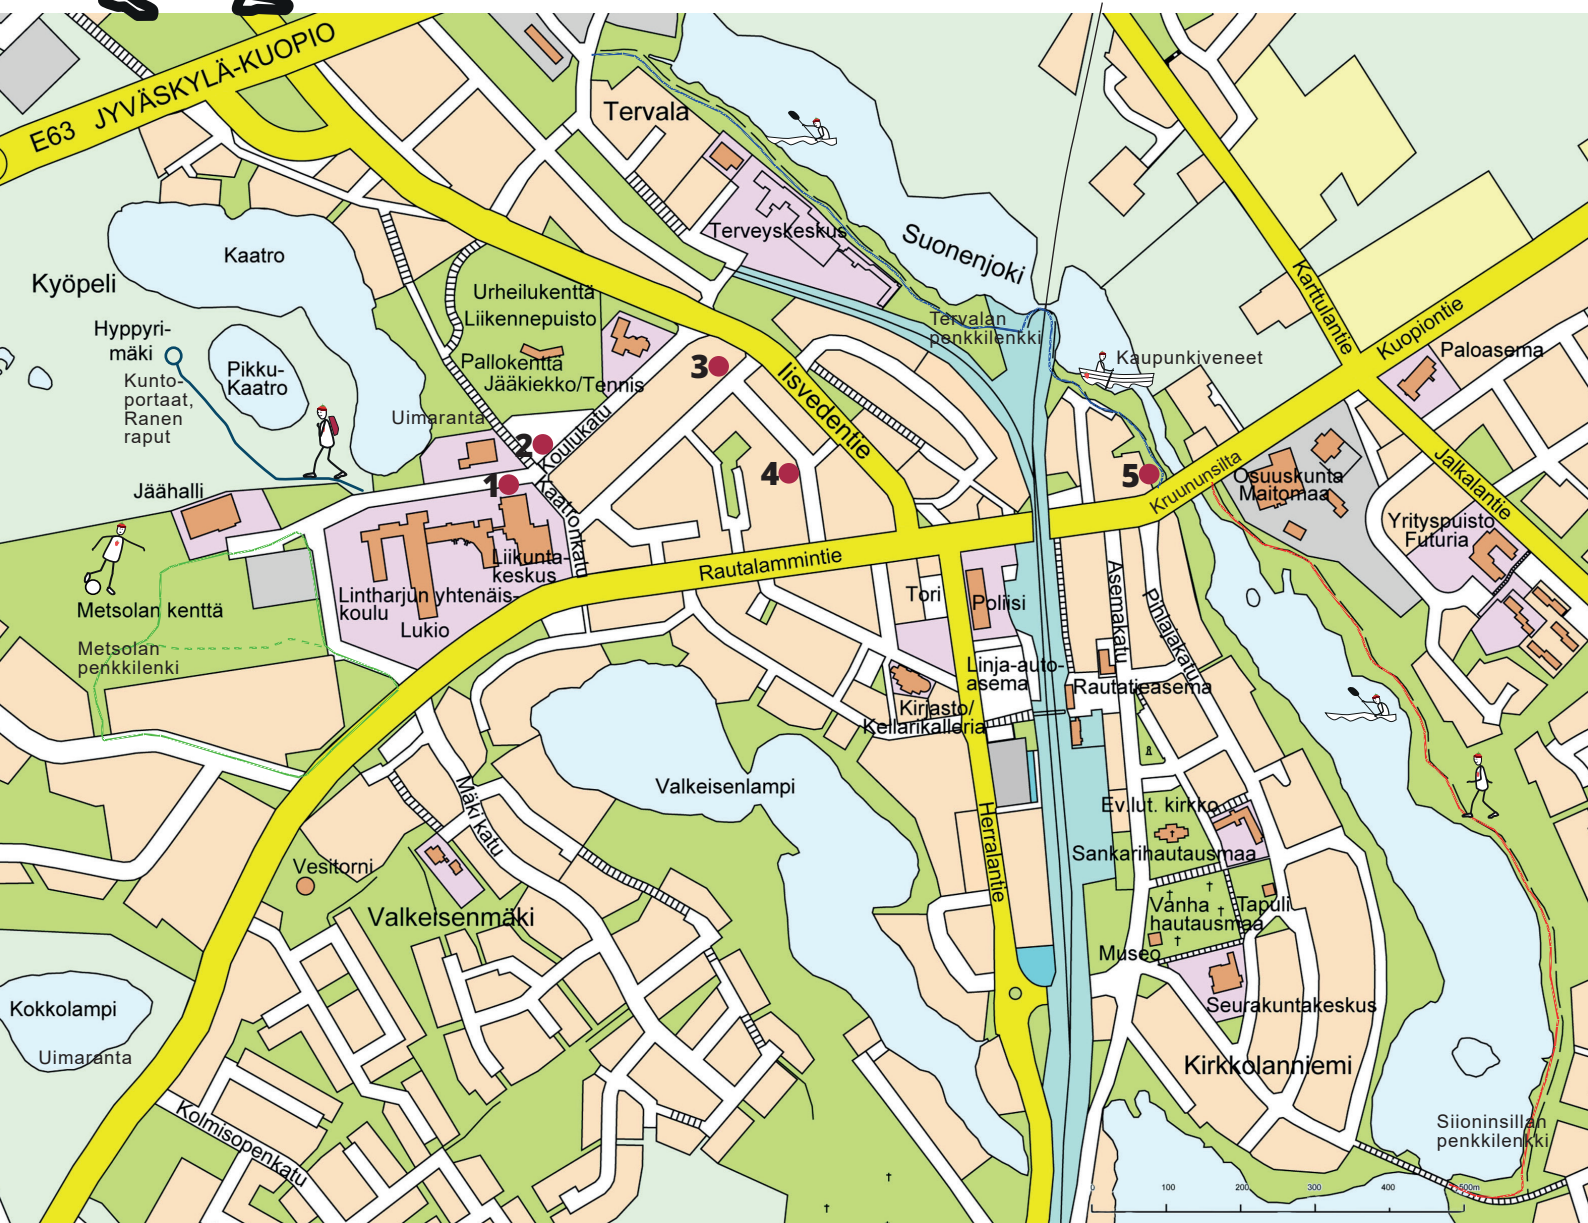 E63 JYVÄSKYLÄ-KUOPIO
Tervala
Terveyskeskus
Suonenjoki
Kaatro
Kyöpeli
Hyppyri-
mäki
Kunto-
portaat,
Ranen
raput
Pikku-
Kaatro
Urheilukenttä
Liikennepuisto
Pallokenttä
Jääkiekko/Tennis
Uimaranta
Tervalan
penkkilenkki
Kaupunkiveneet
Karttulantie
Kuopiontie
Paloasema
Jalkalantie
Iisvedentie
Koulukatu
Kaatronkatu
1
2
3
4
5
Kruununsilta
Osuuskunta
Maitomaa
Yrityspuisto
Futuria
Jäähalli
Liikunta-
keskus
Lintharjun yhtenäis-
koulu
Lukio
Rautalammintie
Metsolan kenttä
Metsolan
penkkilenki
Tori
Poliisi
Asemakatu
Pihlajakatu
Linja-auto-
asema
Rautatieasema
Kirjasto/
Kellarikalleria
Valkeisenlampi
Mäkikatu
Herralantie
Ev.lut. kirkko
Sankarihautausmaa
Vanha
hautausmaa
Tapuli
Museo
Seurakuntakeskus
Vesitorni
Valkeisenmäki
Kokkolampi
Uimaranta
Kolmisopenkatu
Kirkkolanniemi
Siioninsillan
penkkilenkki
0 100 200 300 400 500m